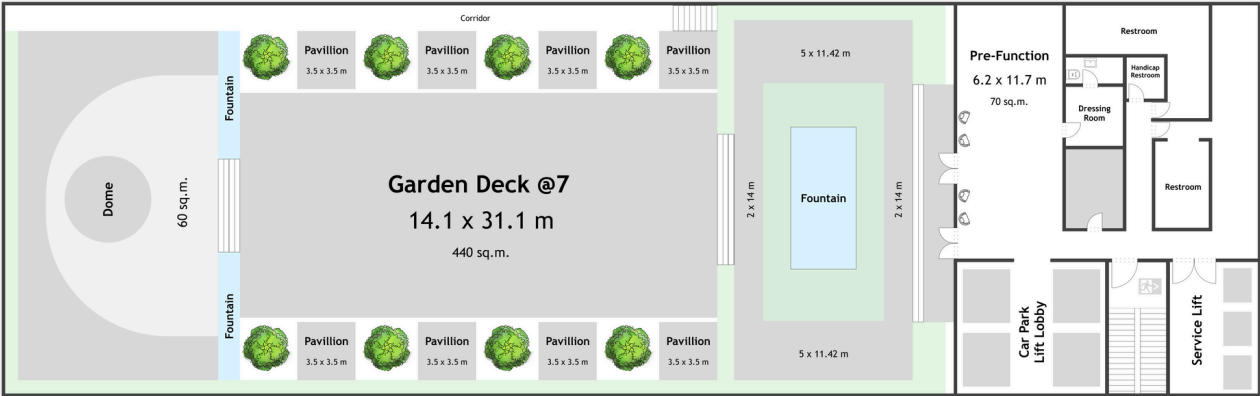 Corridor
Pavillion
3.5 x 3.5 m
Pavillion
3.5 x 3.5 m
Pavillion
3.5 x 3.5 m
Pavillion
3.5 x 3.5 m
Fountain
Dome
60 sq.m.
Garden Deck @7
14.1 x 31.1 m
440 sq.m.
Fountain
Pavillion
3.5 x 3.5 m
Pavillion
3.5 x 3.5 m
Pavillion
3.5 x 3.5 m
Pavillion
3.5 x 3.5 m
5 x 11.42 m
2 x 14 m
Fountain
2 x 14 m
5 x 11.42 m
Pre-Function
6.2 x 11.7 m
70 sq.m.
Restroom
Handicap
Restroom
Dressing
Room
Restroom
Car Park
Lift Lobby
Service Lift